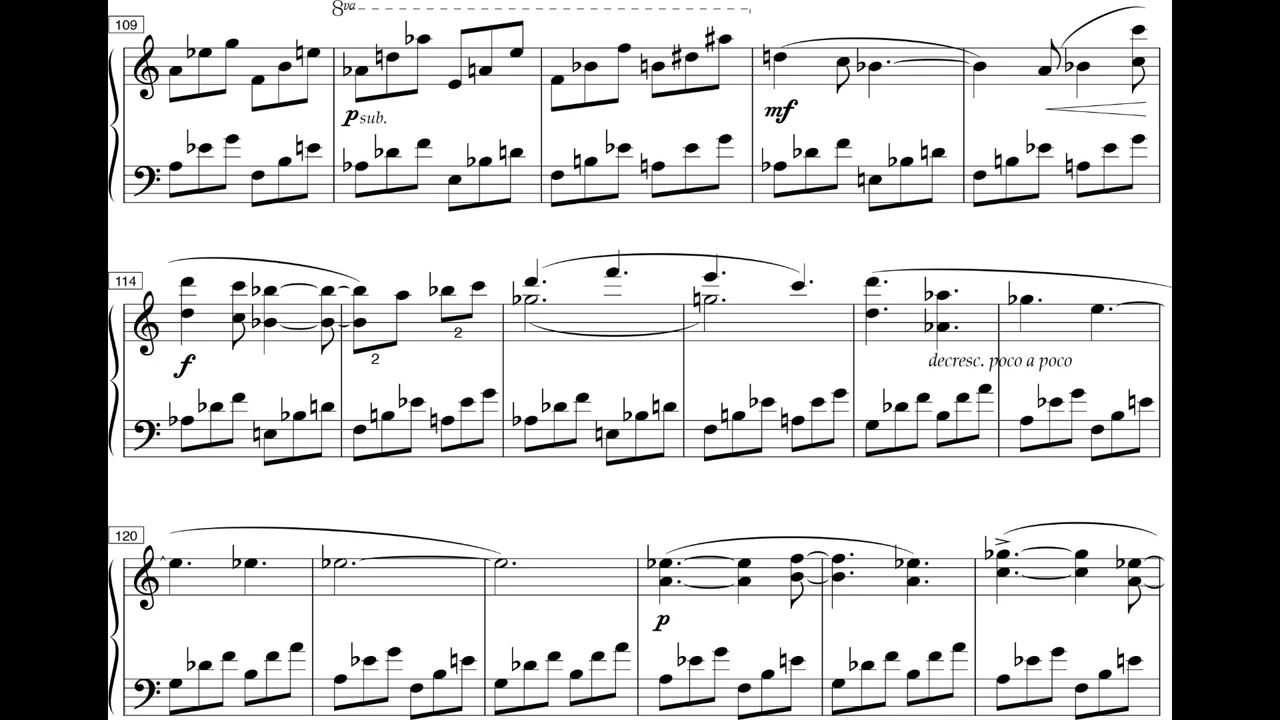 8va
109
p sub.
mf
114
f
2
2
decresc. poco a poco
120
p